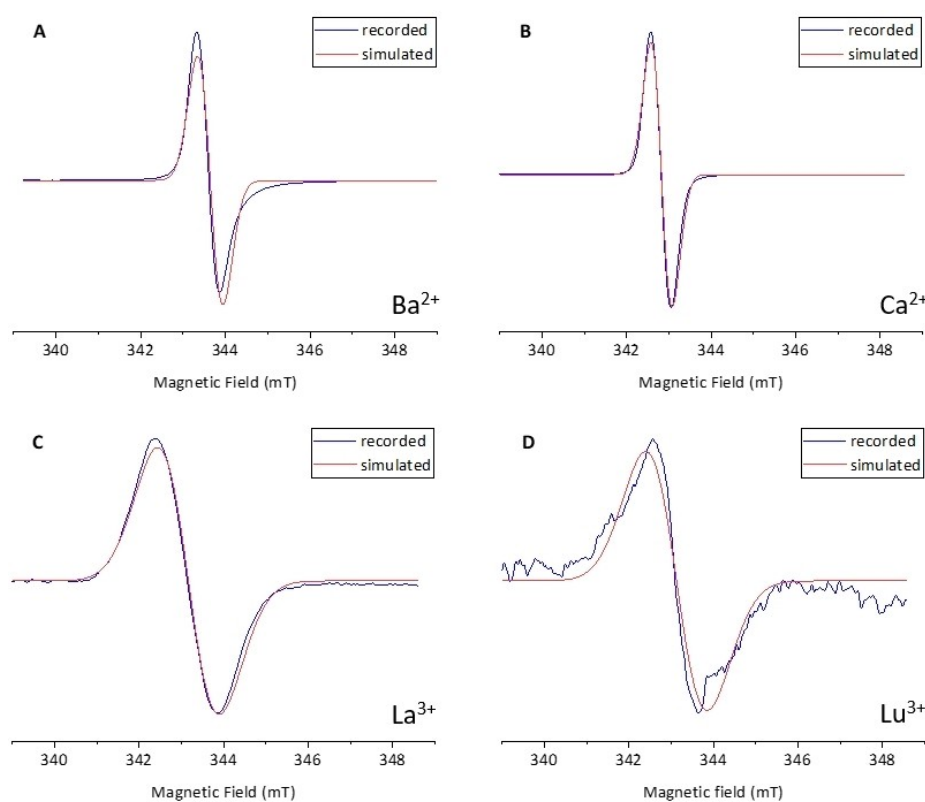 A
recorded
simulated
Ba²⁺
340 342 344 346 348
Magnetic Field (mT)
B
recorded
simulated
Ca²⁺
340 342 344 346 348
Magnetic Field (mT)
C
recorded
simulated
La³⁺
340 342 344 346 348
Magnetic Field (mT)
D
recorded
simulated
Lu³⁺
340 342 344 346 348
Magnetic field (mT)